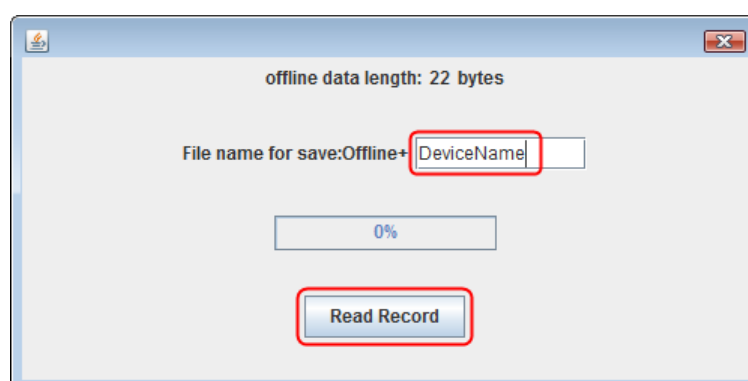 offline data length: 22 bytes
File name for save:Offline+ DeviceName
0%
Read Record